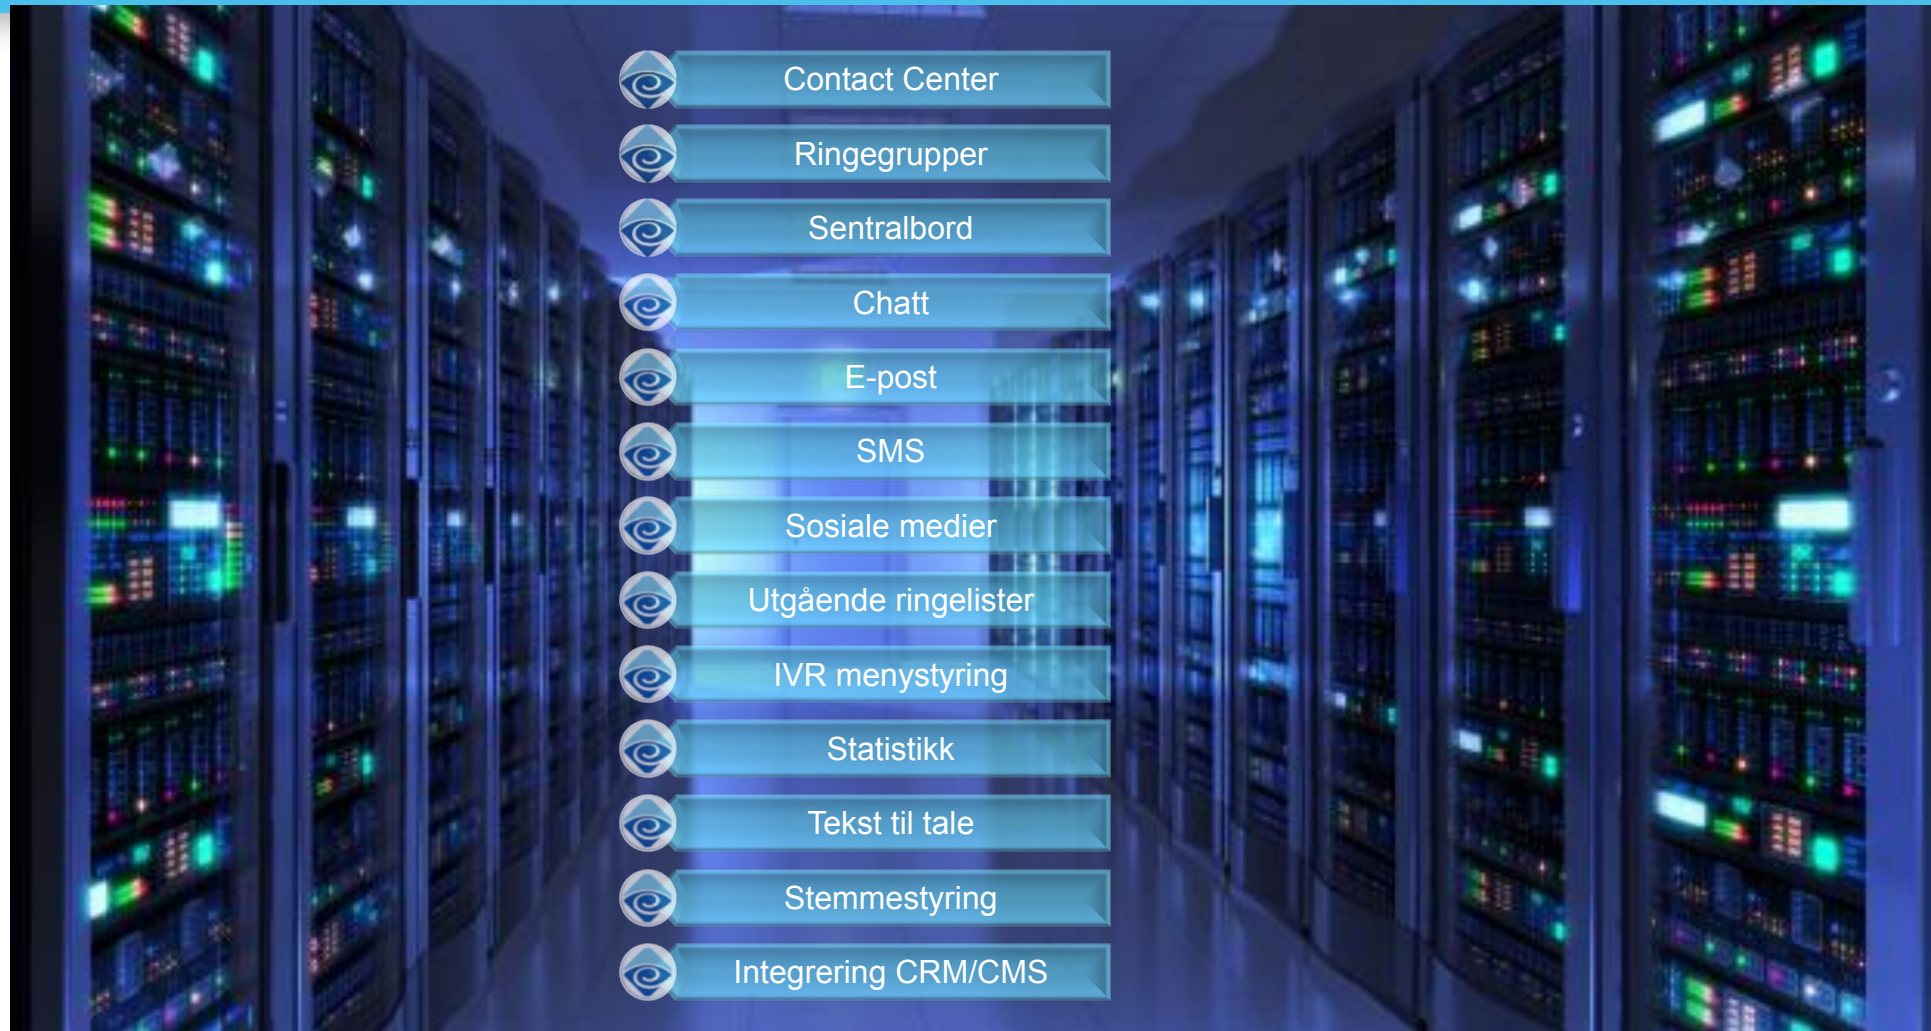 Contact Center
Ringegrupper
Sentralbord
Chatt
E-post
SMS
Sosiale medier
Utgående ringelister
IVR menystyring
Statistikk
Tekst til tale
Stemmestyring
Integrering CRM/CMS